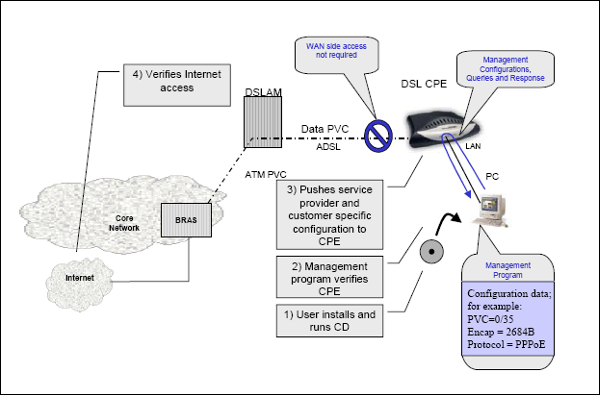 WAN side access
not required
Management
Configurations,
Queries and Response
4) Verifies Internet
access
DSLAM
DSL CPE
Data PVC
ADSL
LAN
ATM PVC
PC
3) Pushes service
provider and
customer specific
configuration to
CPE
Core
Network
BRAS
Internet
2) Management
program verifies
CPE
1) User installs and
runs CD
Management
Program
Configuration data;
for example:
PVC=0/35
Encap = 2684B
Protocol = PPPoE